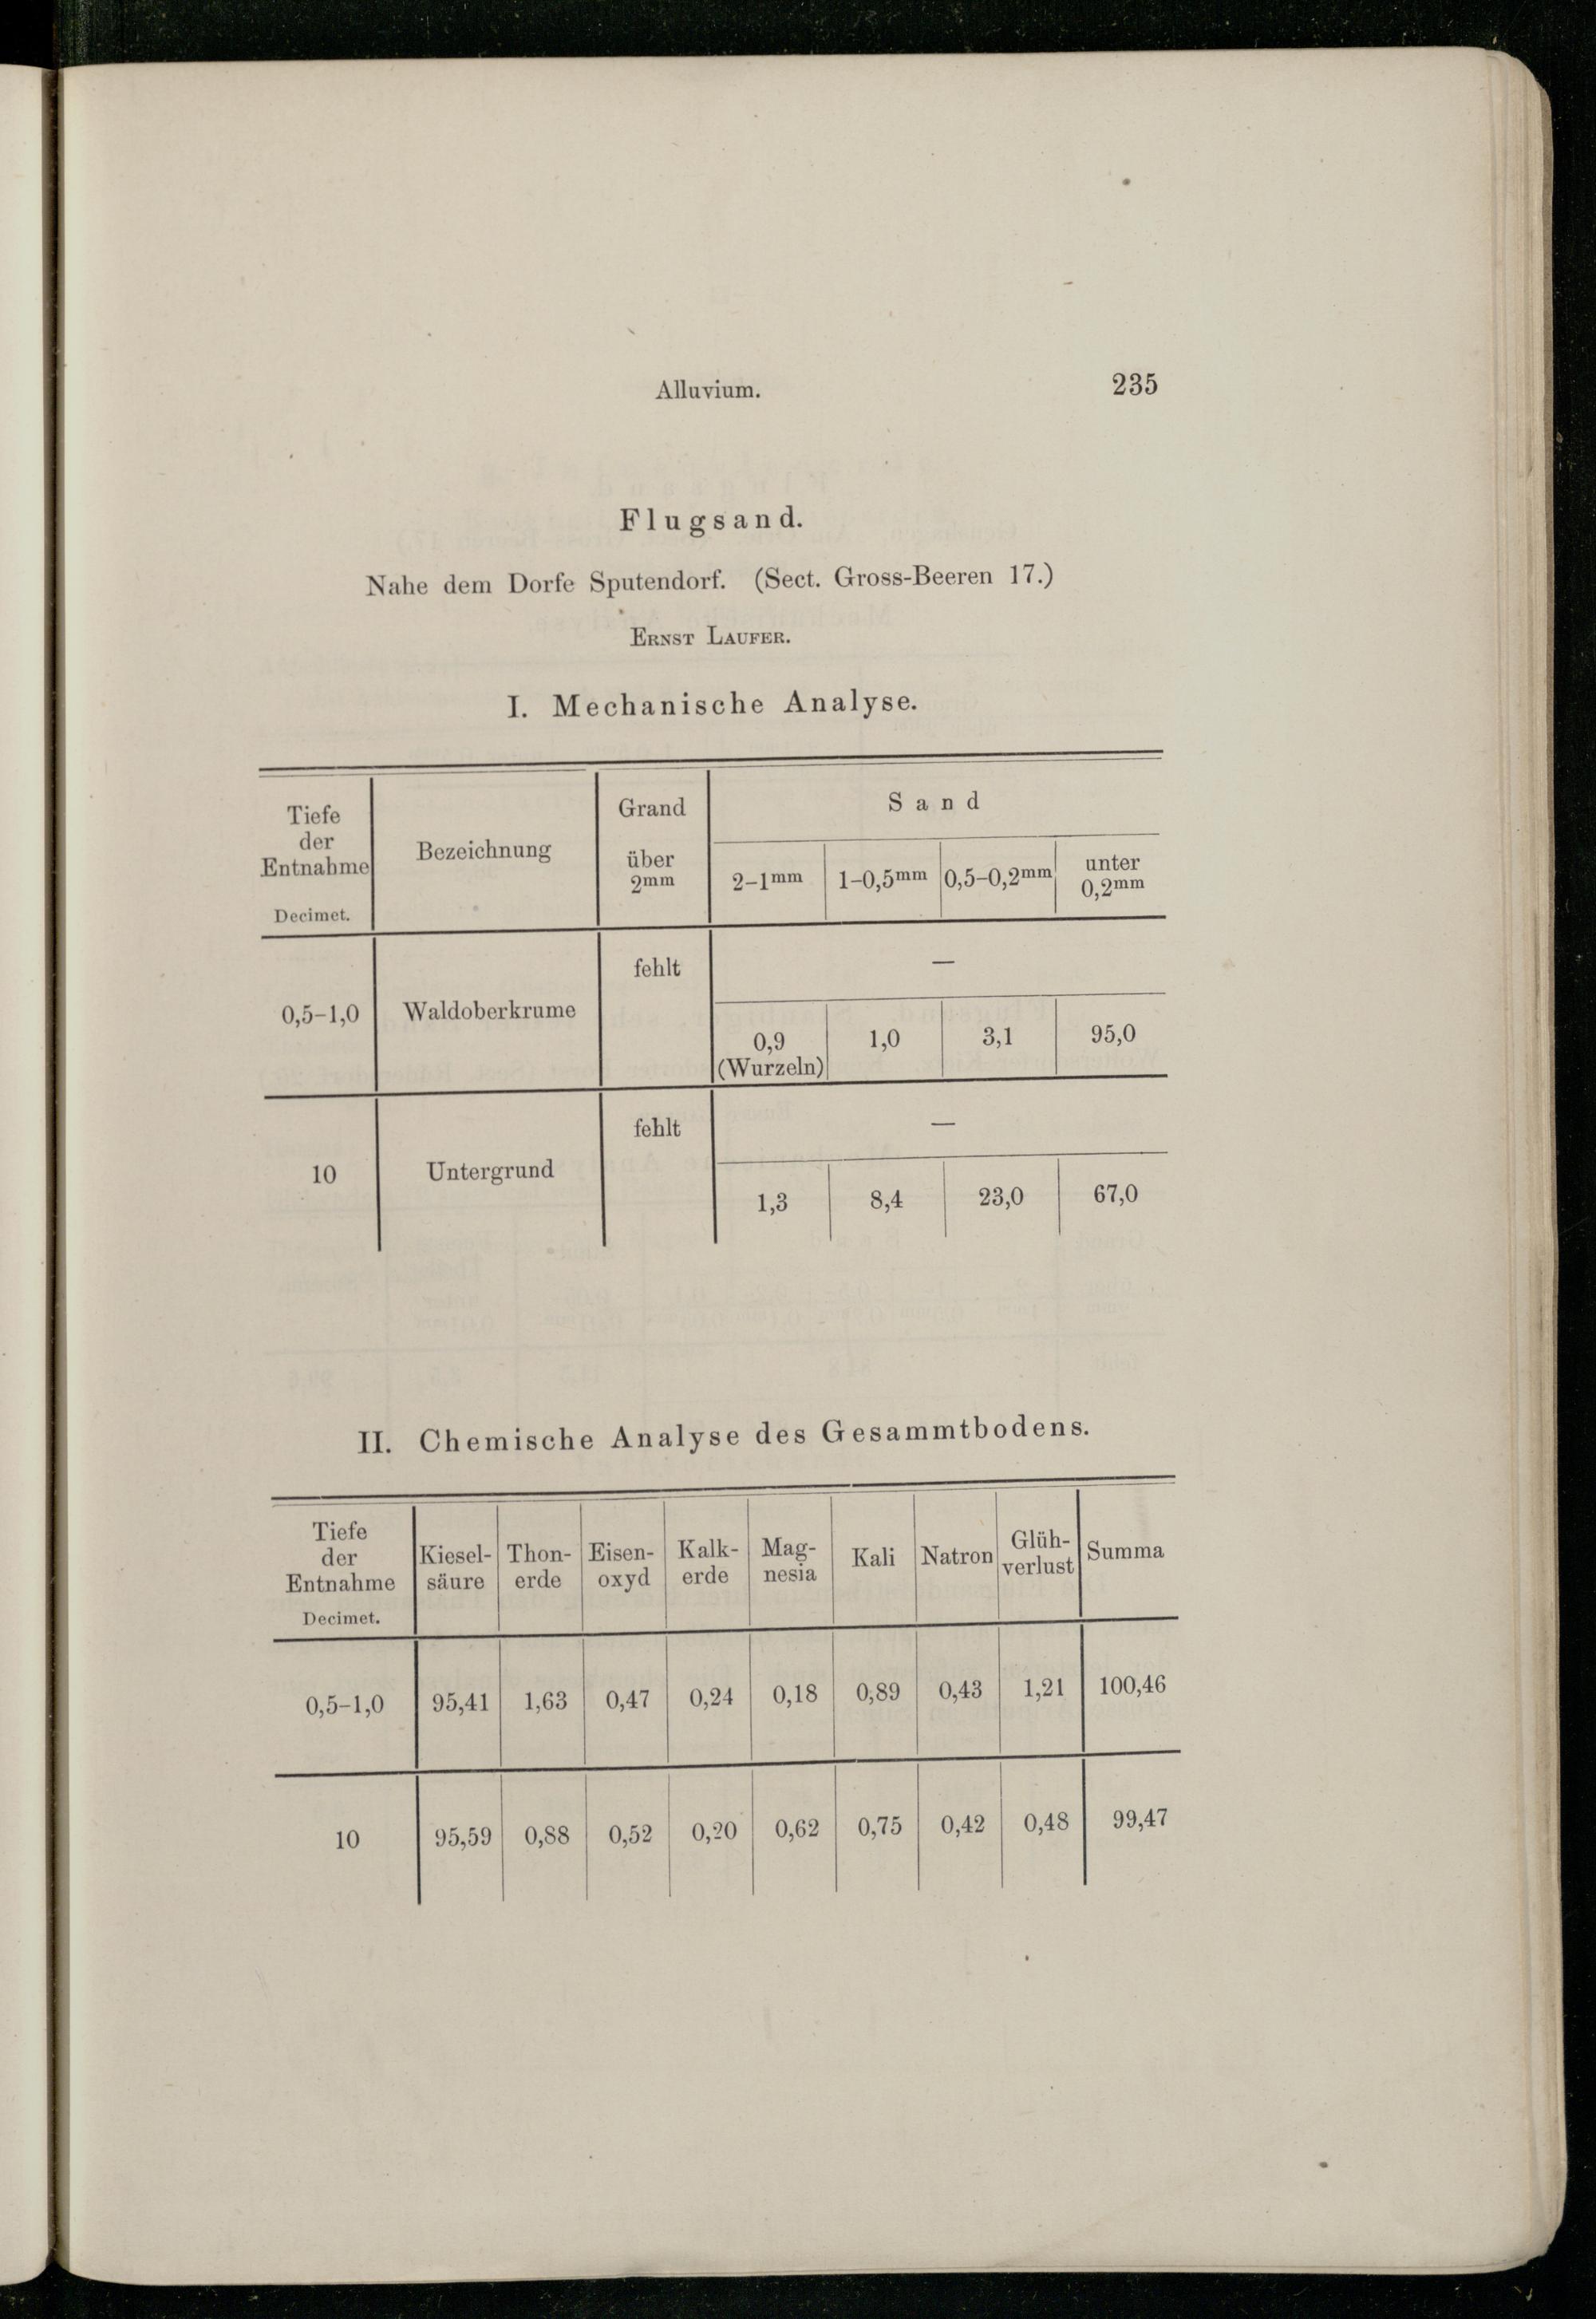 Alluvium. 235
Flugsand.
Nahe dem Dorfe Sputendorf. (Sect. Gross-Beeren 17.)
Ernst Laufer.
I. Mechanische Analyse.
Tiefe der Entnahme Decimet. Bezeichnung Grand über 2mm Sand
2-1mm 1-0,5mm 0,5-0,2mm unter 0,2mm
fehlt —
0,5-1,0 Waldoberkrume
0,9 (Wurzeln) 1,0 3,1 95,0
fehlt —
10 Untergrund
1,3 8,4 23,0 67,0
II. Chemische Analyse des Gesammtbodens.
Tiefe der Entnahme Decimet. Kiesel-säure Thon-erde Eisen-oxyd Kalk-erde Mag-nesia Kali Natron Glüh-verlust Summa
0,5-1,0 95,41 1,63 0,47 0,24 0,18 0,89 0,43 1,21 100,46
10 95,59 0,88 0,52 0,20 0,62 0,75 0,42 0,48 99,47